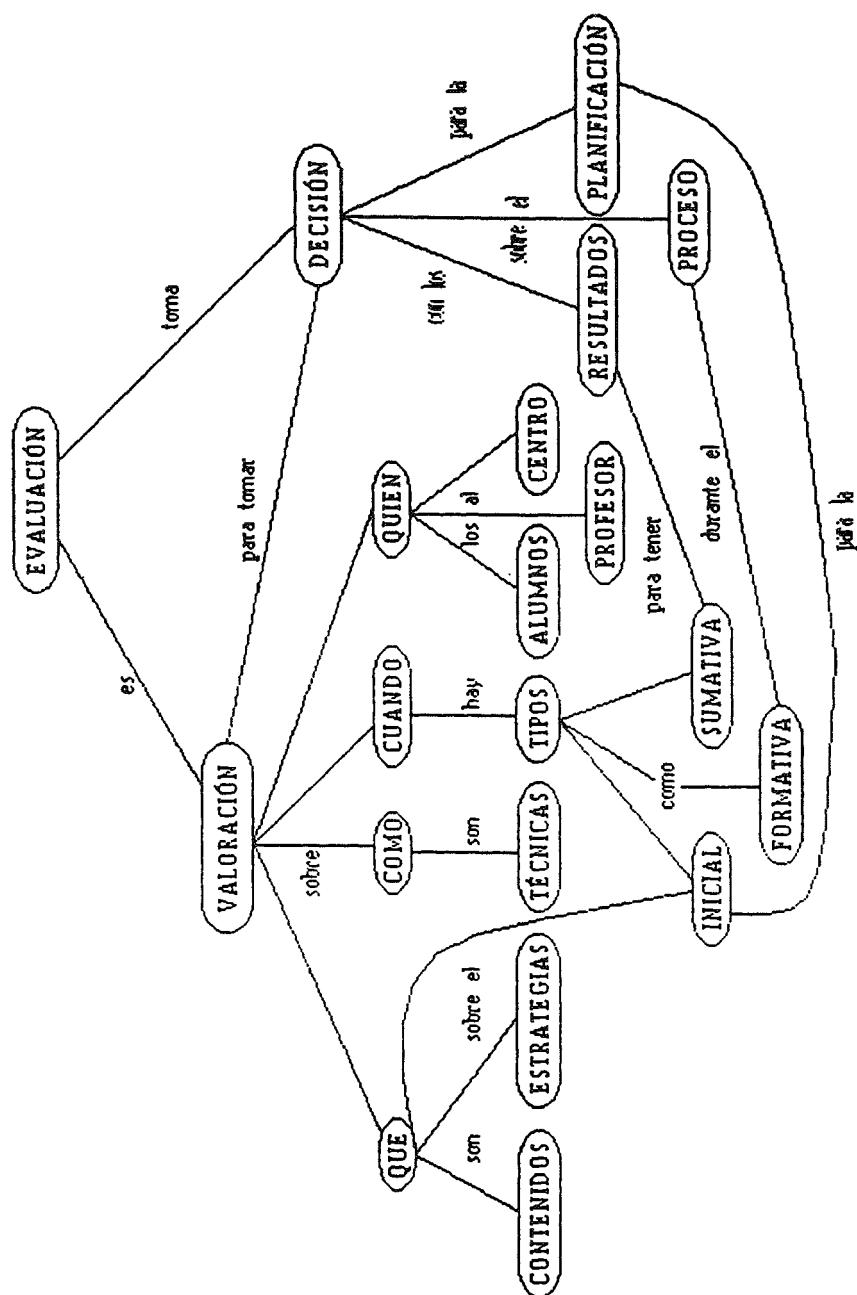 EVALUACIÓN
es
toma
VALORACIÓN
para tomar
DECISIÓN
sobre
con los
sobre el
para la
QUE
COMO
CUANDO
QUIEN
son
sobre el
son
hay
los
al
CONTENIDOS
ESTRATEGIAS
TÉCNICAS
TIPOS
ALUMNOS
PROFESOR
CENTRO
RESULTADOS
PLANIFICACIÓN
PROCESO
como
para tener
durante el
INICIAL
FORMATIVA
SUMATIVA
para la